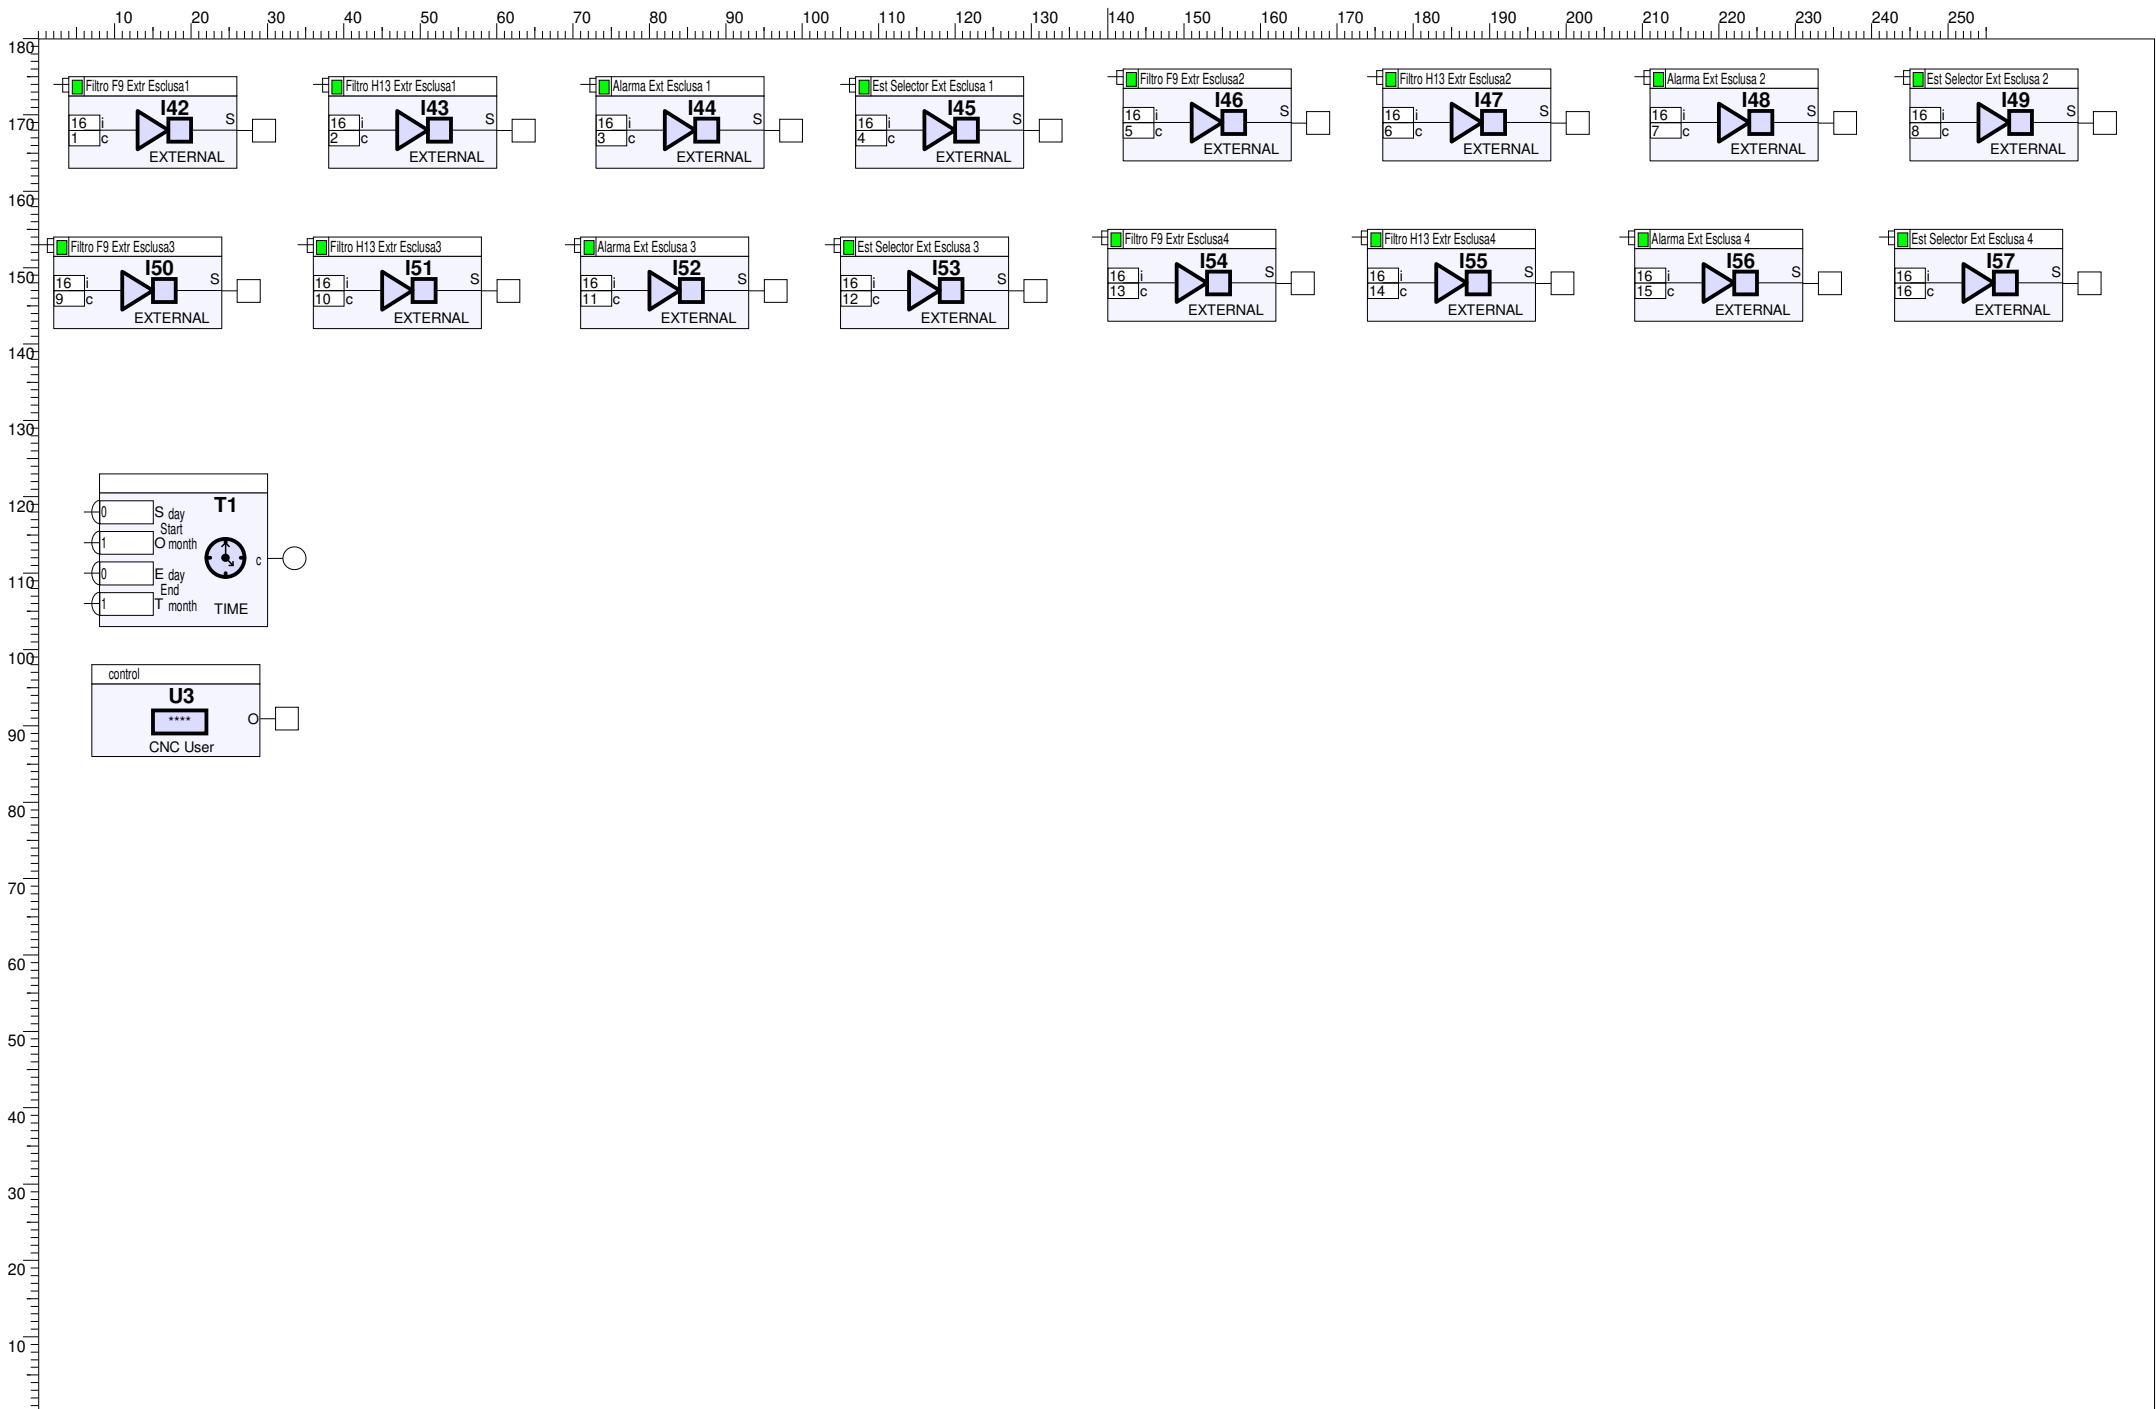 10 20 30 40 50 60 70 80 90 100 110 120 130 140 150 160 170 180 190 200 210 220 230 240 250
180
Filtro F9 Extr Esclusa1
I42
16 i
1 c
S
EXTERNAL
Filtro H13 Extr Esclusa1
I43
16 i
2 c
S
EXTERNAL
Alarma Ext Esclusa 1
I44
16 i
3 c
S
EXTERNAL
Est Selector Ext Esclusa 1
I45
16 i
4 c
S
EXTERNAL
Filtro F9 Extr Esclusa2
I46
16 i
5 c
S
EXTERNAL
Filtro H13 Extr Esclusa2
I47
16 i
6 c
S
EXTERNAL
Alarma Ext Esclusa 2
I48
16 i
7 c
S
EXTERNAL
Est Selector Ext Esclusa 2
I49
16 i
8 c
S
EXTERNAL
170
160
Filtro F9 Extr Esclusa3
I50
16 i
9 c
S
EXTERNAL
Filtro H13 Extr Esclusa3
I51
16 i
10 c
S
EXTERNAL
Alarma Ext Esclusa 3
I52
16 i
11 c
S
EXTERNAL
Est Selector Ext Esclusa 3
I53
16 i
12 c
S
EXTERNAL
Filtro F9 Extr Esclusa4
I54
16 i
13 c
S
EXTERNAL
Filtro H13 Extr Esclusa4
I55
16 i
14 c
S
EXTERNAL
Alarma Ext Esclusa 4
I56
16 i
15 c
S
EXTERNAL
Est Selector Ext Esclusa 4
I57
16 i
16 c
S
EXTERNAL
150
140
130
120
T1
0 S day
Start
1 O month
c
0 E day
End
1 T month
TIME
110
100
control
U3
****
O
CNC User
90
80
70
60
50
40
30
20
10